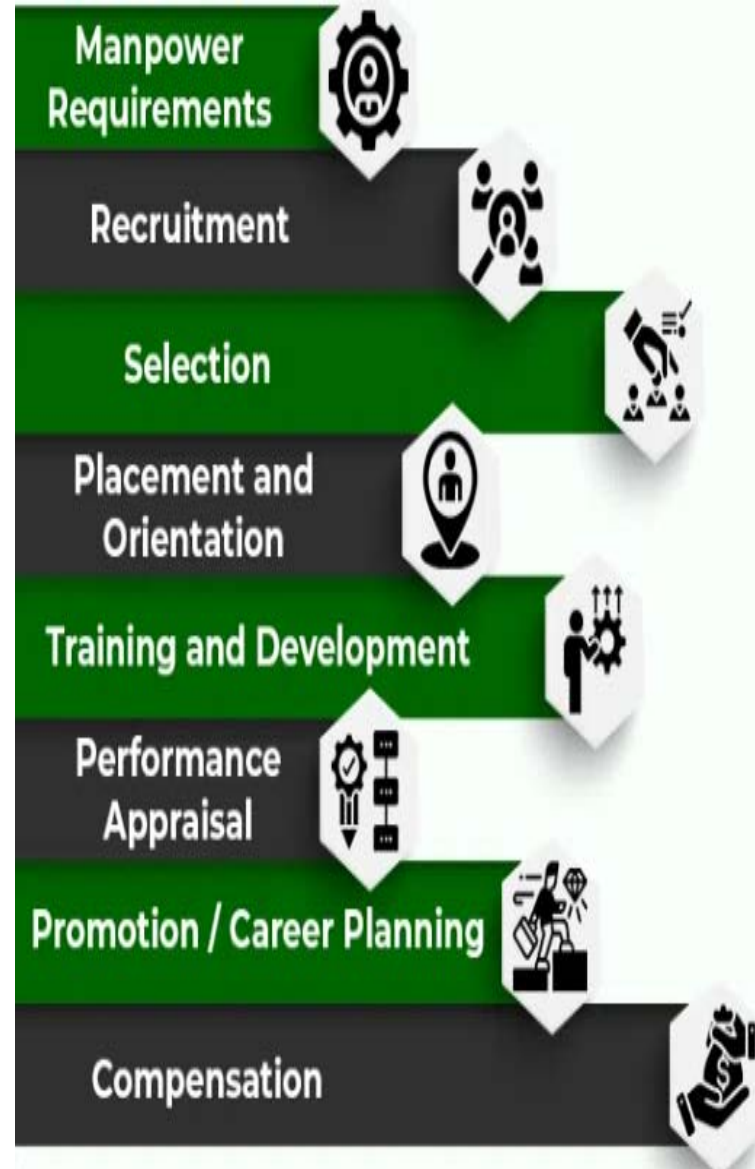 Manpower
Requirements
Recruitment
Selection
Placement and
Orientation
Training and Development
Performance
Appraisal
Promotion / Career Planning
Compensation